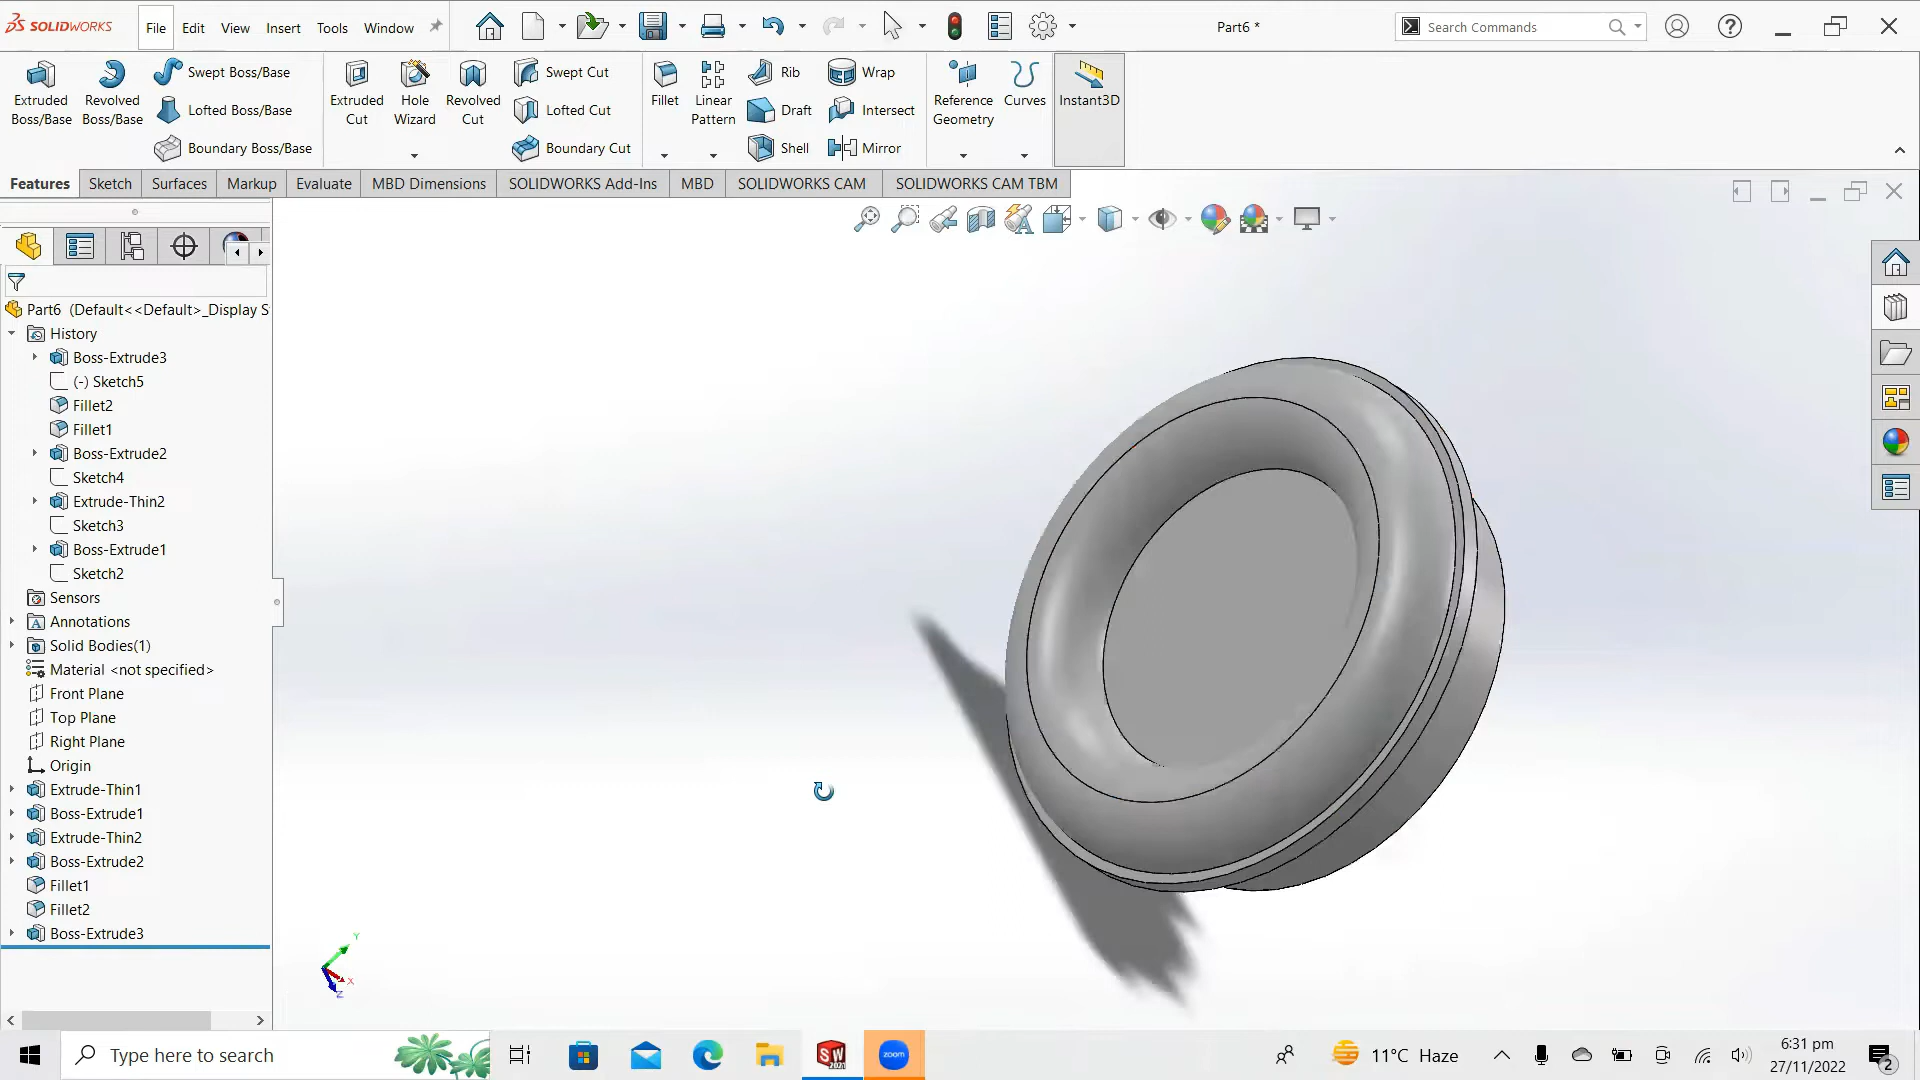 SOLIDWORKS File Edit View Insert Tools Window Part6 * Search Commands
Extruded Boss/Base
Revolved Boss/Base
Swept Boss/Base
Lofted Boss/Base
Boundary Boss/Base
Extruded Cut
Hole Wizard
Revolved Cut
Swept Cut
Lofted Cut
Boundary Cut
Fillet
Linear Pattern
Rib
Draft
Shell
Wrap
Intersect
Mirror
Reference Geometry
Curves
Instant3D
Features Sketch Surfaces Markup Evaluate MBD Dimensions SOLIDWORKS Add-Ins MBD SOLIDWORKS CAM SOLIDWORKS CAM TBM
Part6 (Default<<Default>_Display S
History
Boss-Extrude3
(-) Sketch5
Fillet2
Fillet1
Boss-Extrude2
Sketch4
Extrude-Thin2
Sketch3
Boss-Extrude1
Sketch2
Sensors
Annotations
Solid Bodies(1)
Material <not specified>
Front Plane
Top Plane
Right Plane
Origin
Extrude-Thin1
Boss-Extrude1
Extrude-Thin2
Boss-Extrude2
Fillet1
Fillet2
Boss-Extrude3
Y
X
Z
Type here to search
SW
2021
zoom
11°C Haze
6:31 pm
27/11/2022
2